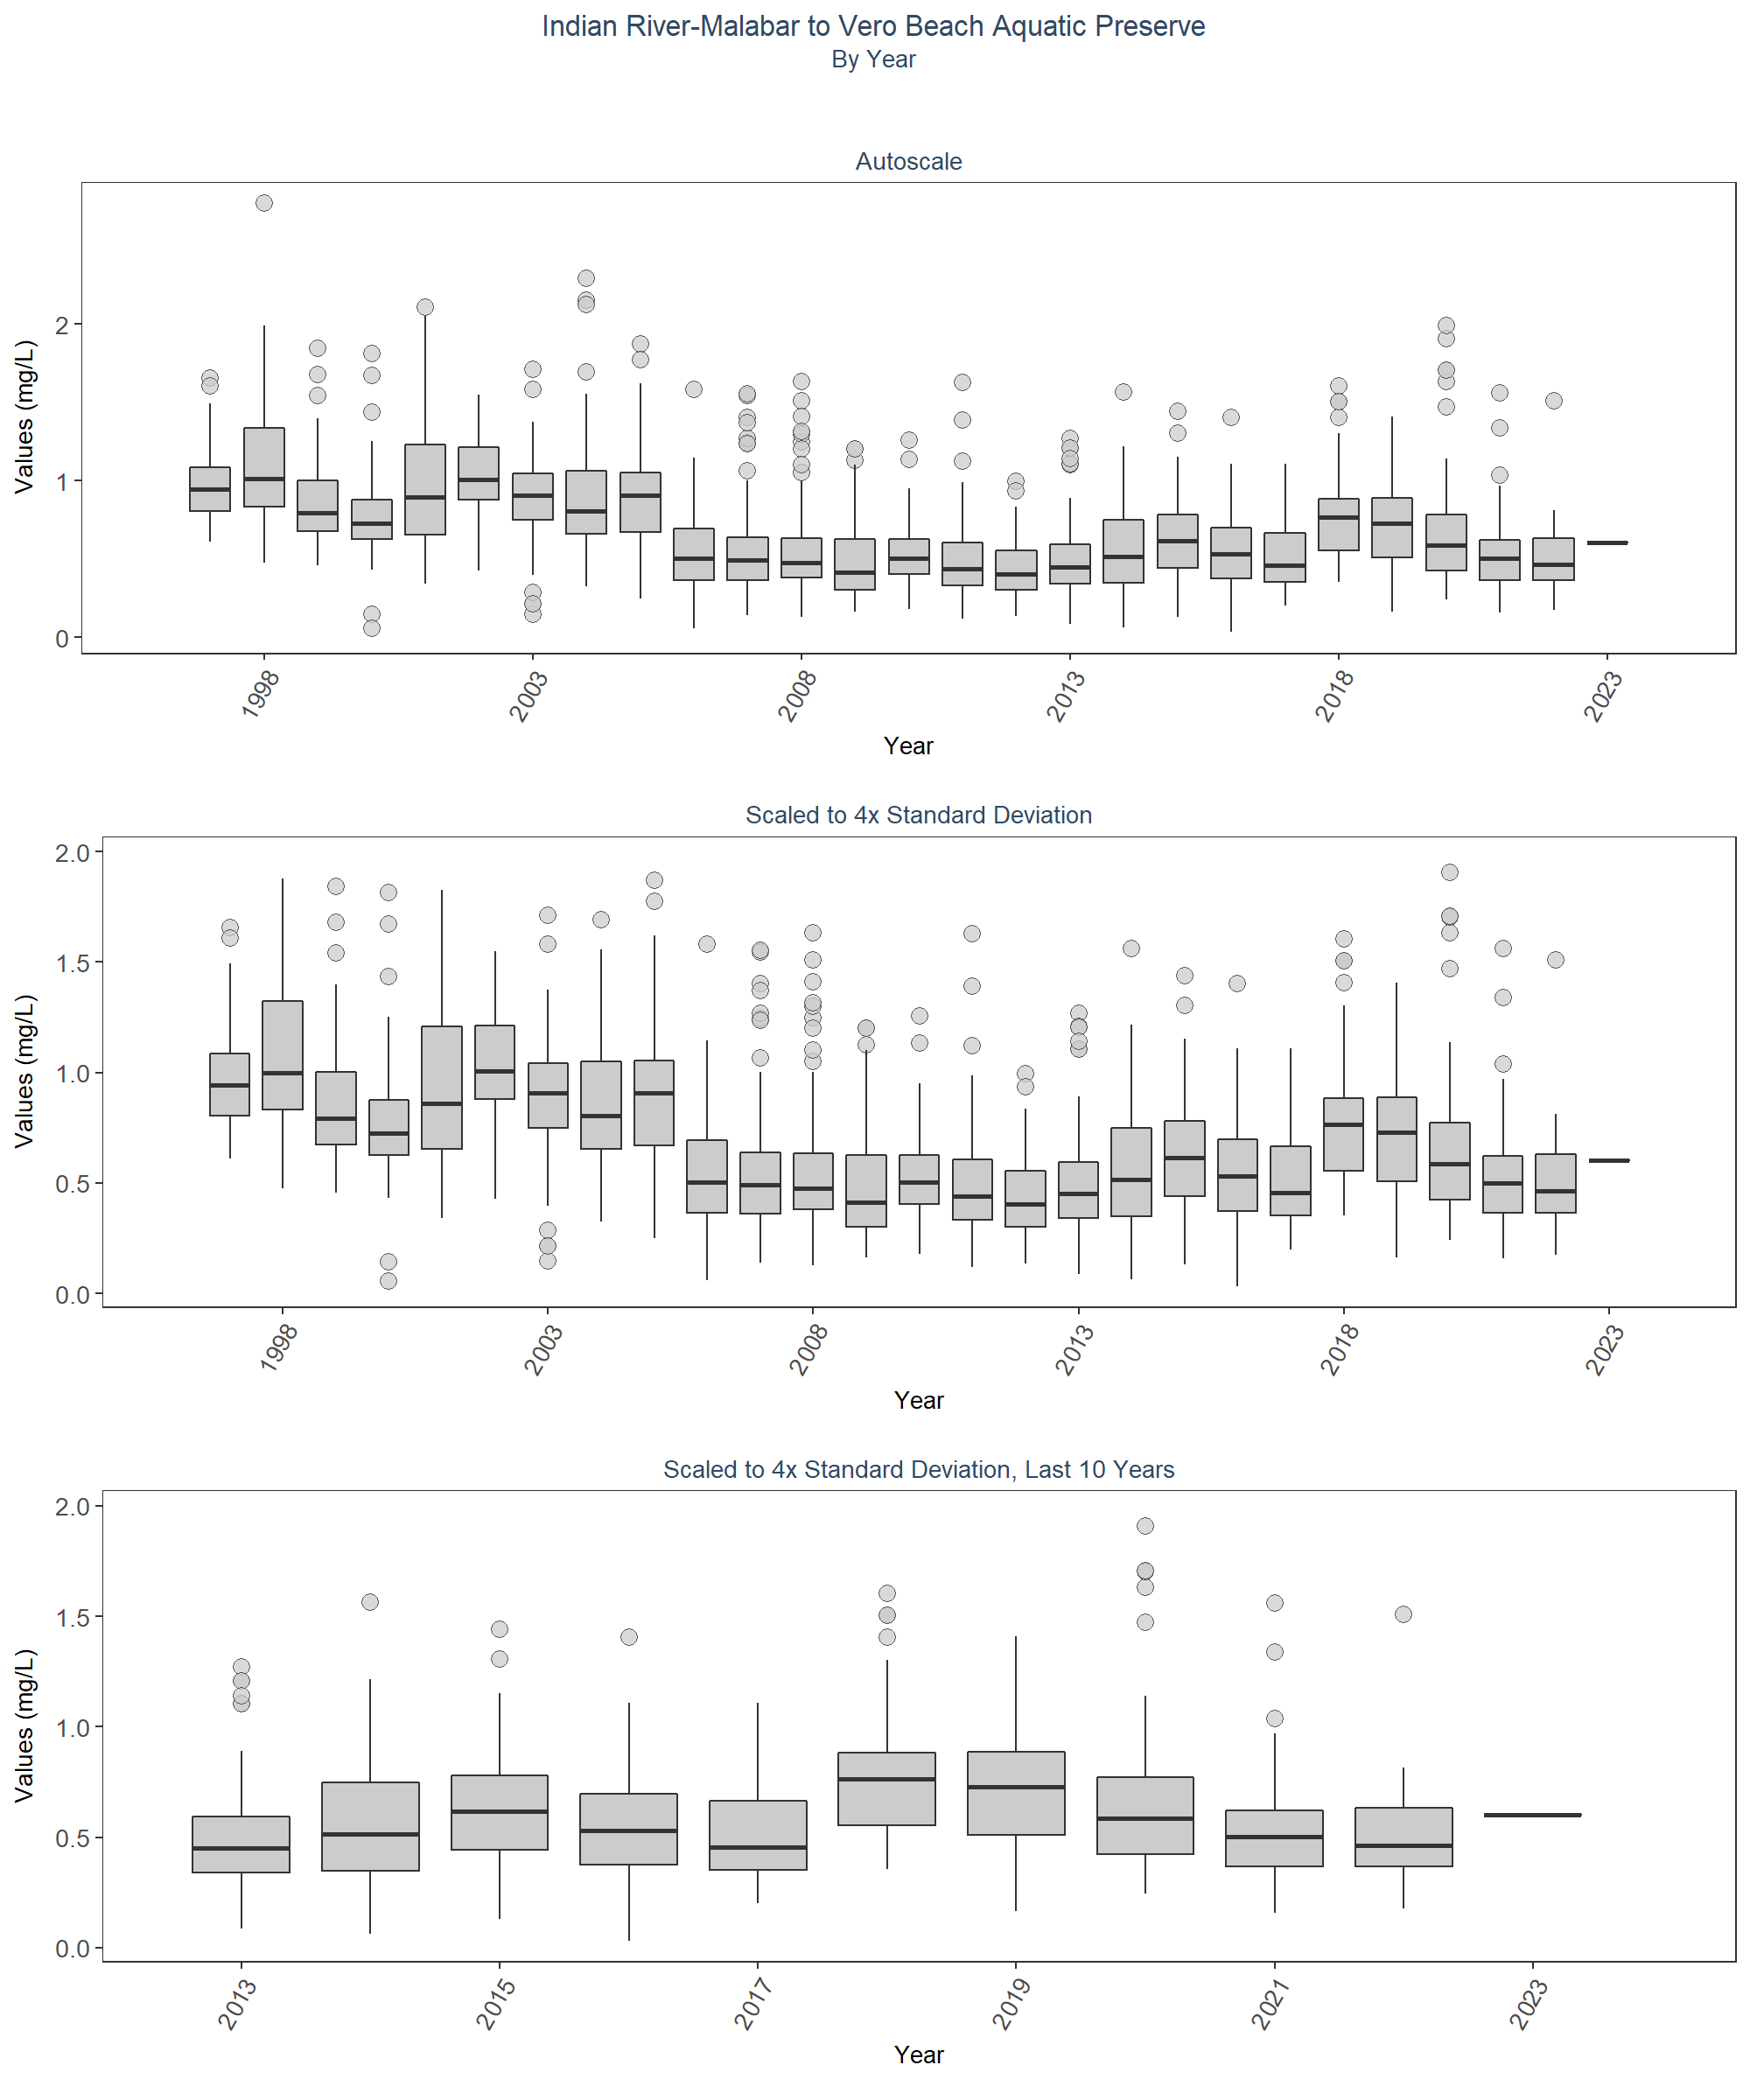 Indian River-Malabar to Vero Beach Aquatic Preserve
By Year
Autoscale
Values (mg/L)
2
1
0
1998 2003 2008 2013 2018 2023
Year
Scaled to 4x Standard Deviation
Values (mg/L)
2.0
1.5
1.0
0.5
0.0
1998 2003 2008 2013 2018 2023
Year
Scaled to 4x Standard Deviation, Last 10 Years
Values (mg/L)
2.0
1.5
1.0
0.5
0.0
2013 2015 2017 2019 2021 2023
Year